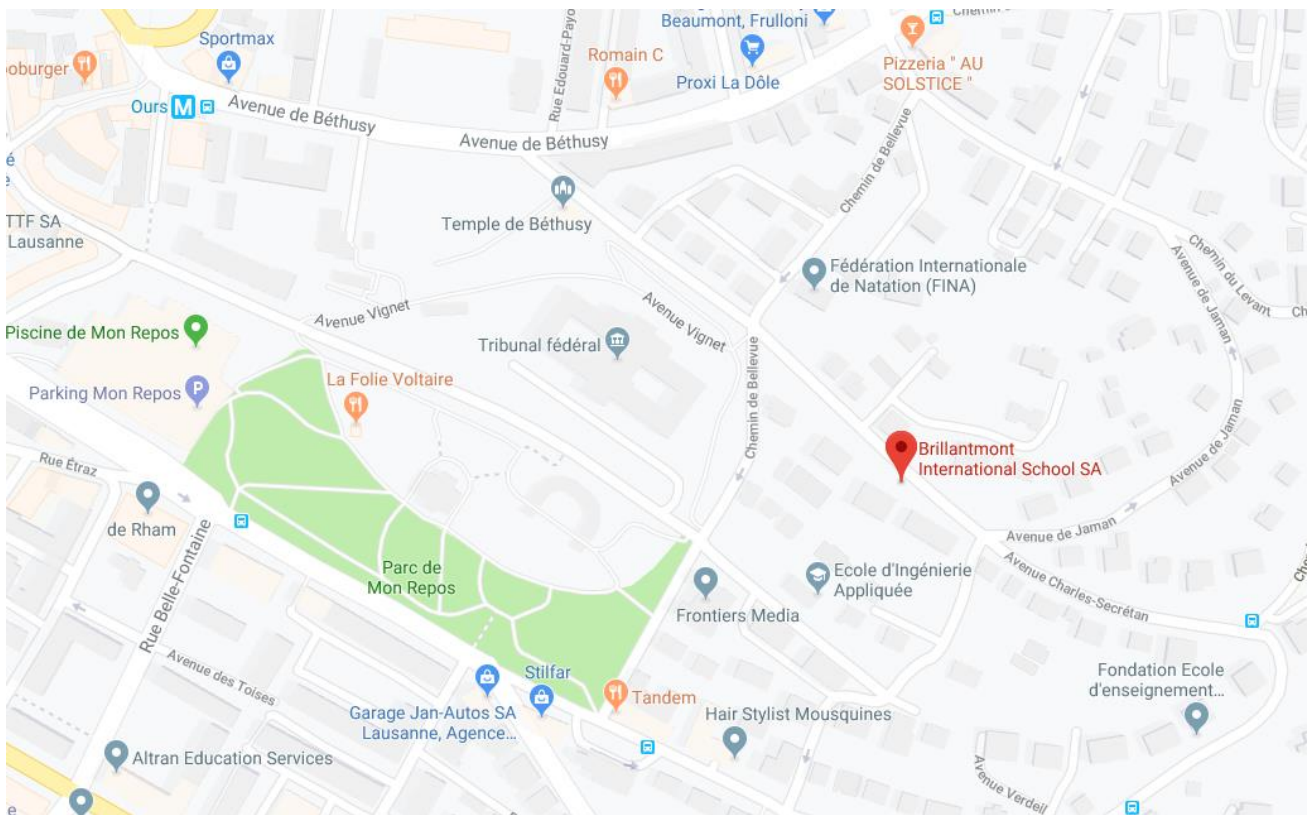 Beaumont, Frulloni
Chemin
Sportmax
Romain C
Proxi La Dôle
Pizzeria " AU
SOLSTICE "
ooburger
Rue Edouard-Payo
Ours
M
Avenue de Béthusy
Avenue de Béthusy
Chemin de Bellevue
é
e
TTF SA
Lausanne
Temple de Béthusy
Chemin du Levant
Avenue de Jaman
Ch
Fédération Internationale
de Natation (FINA)
Avenue Vignet
Avenue Vignet
Piscine de Mon Repos
Tribunal fédéral
Chemin de Bellevue
La Folie Voltaire
Parking Mon Repos
P
Brillantmont
International School SA
Avenue de Jaman
Rue Étraz
de Rham
Avenue de Jaman
Rue Belle-Fontaine
Parc de
Mon Repos
Ecole d'Ingénierie
Appliquée
Avenue Charles-Secrétan
Frontiers Media
Avenue des Toises
Stilfar
Tandem
Fondation Ecole
d'enseignement...
Garage Jan-Autos SA
Lausanne, Agence...
Hair Stylist Mousquines
Altran Education Services
Avenue Verdeil
e